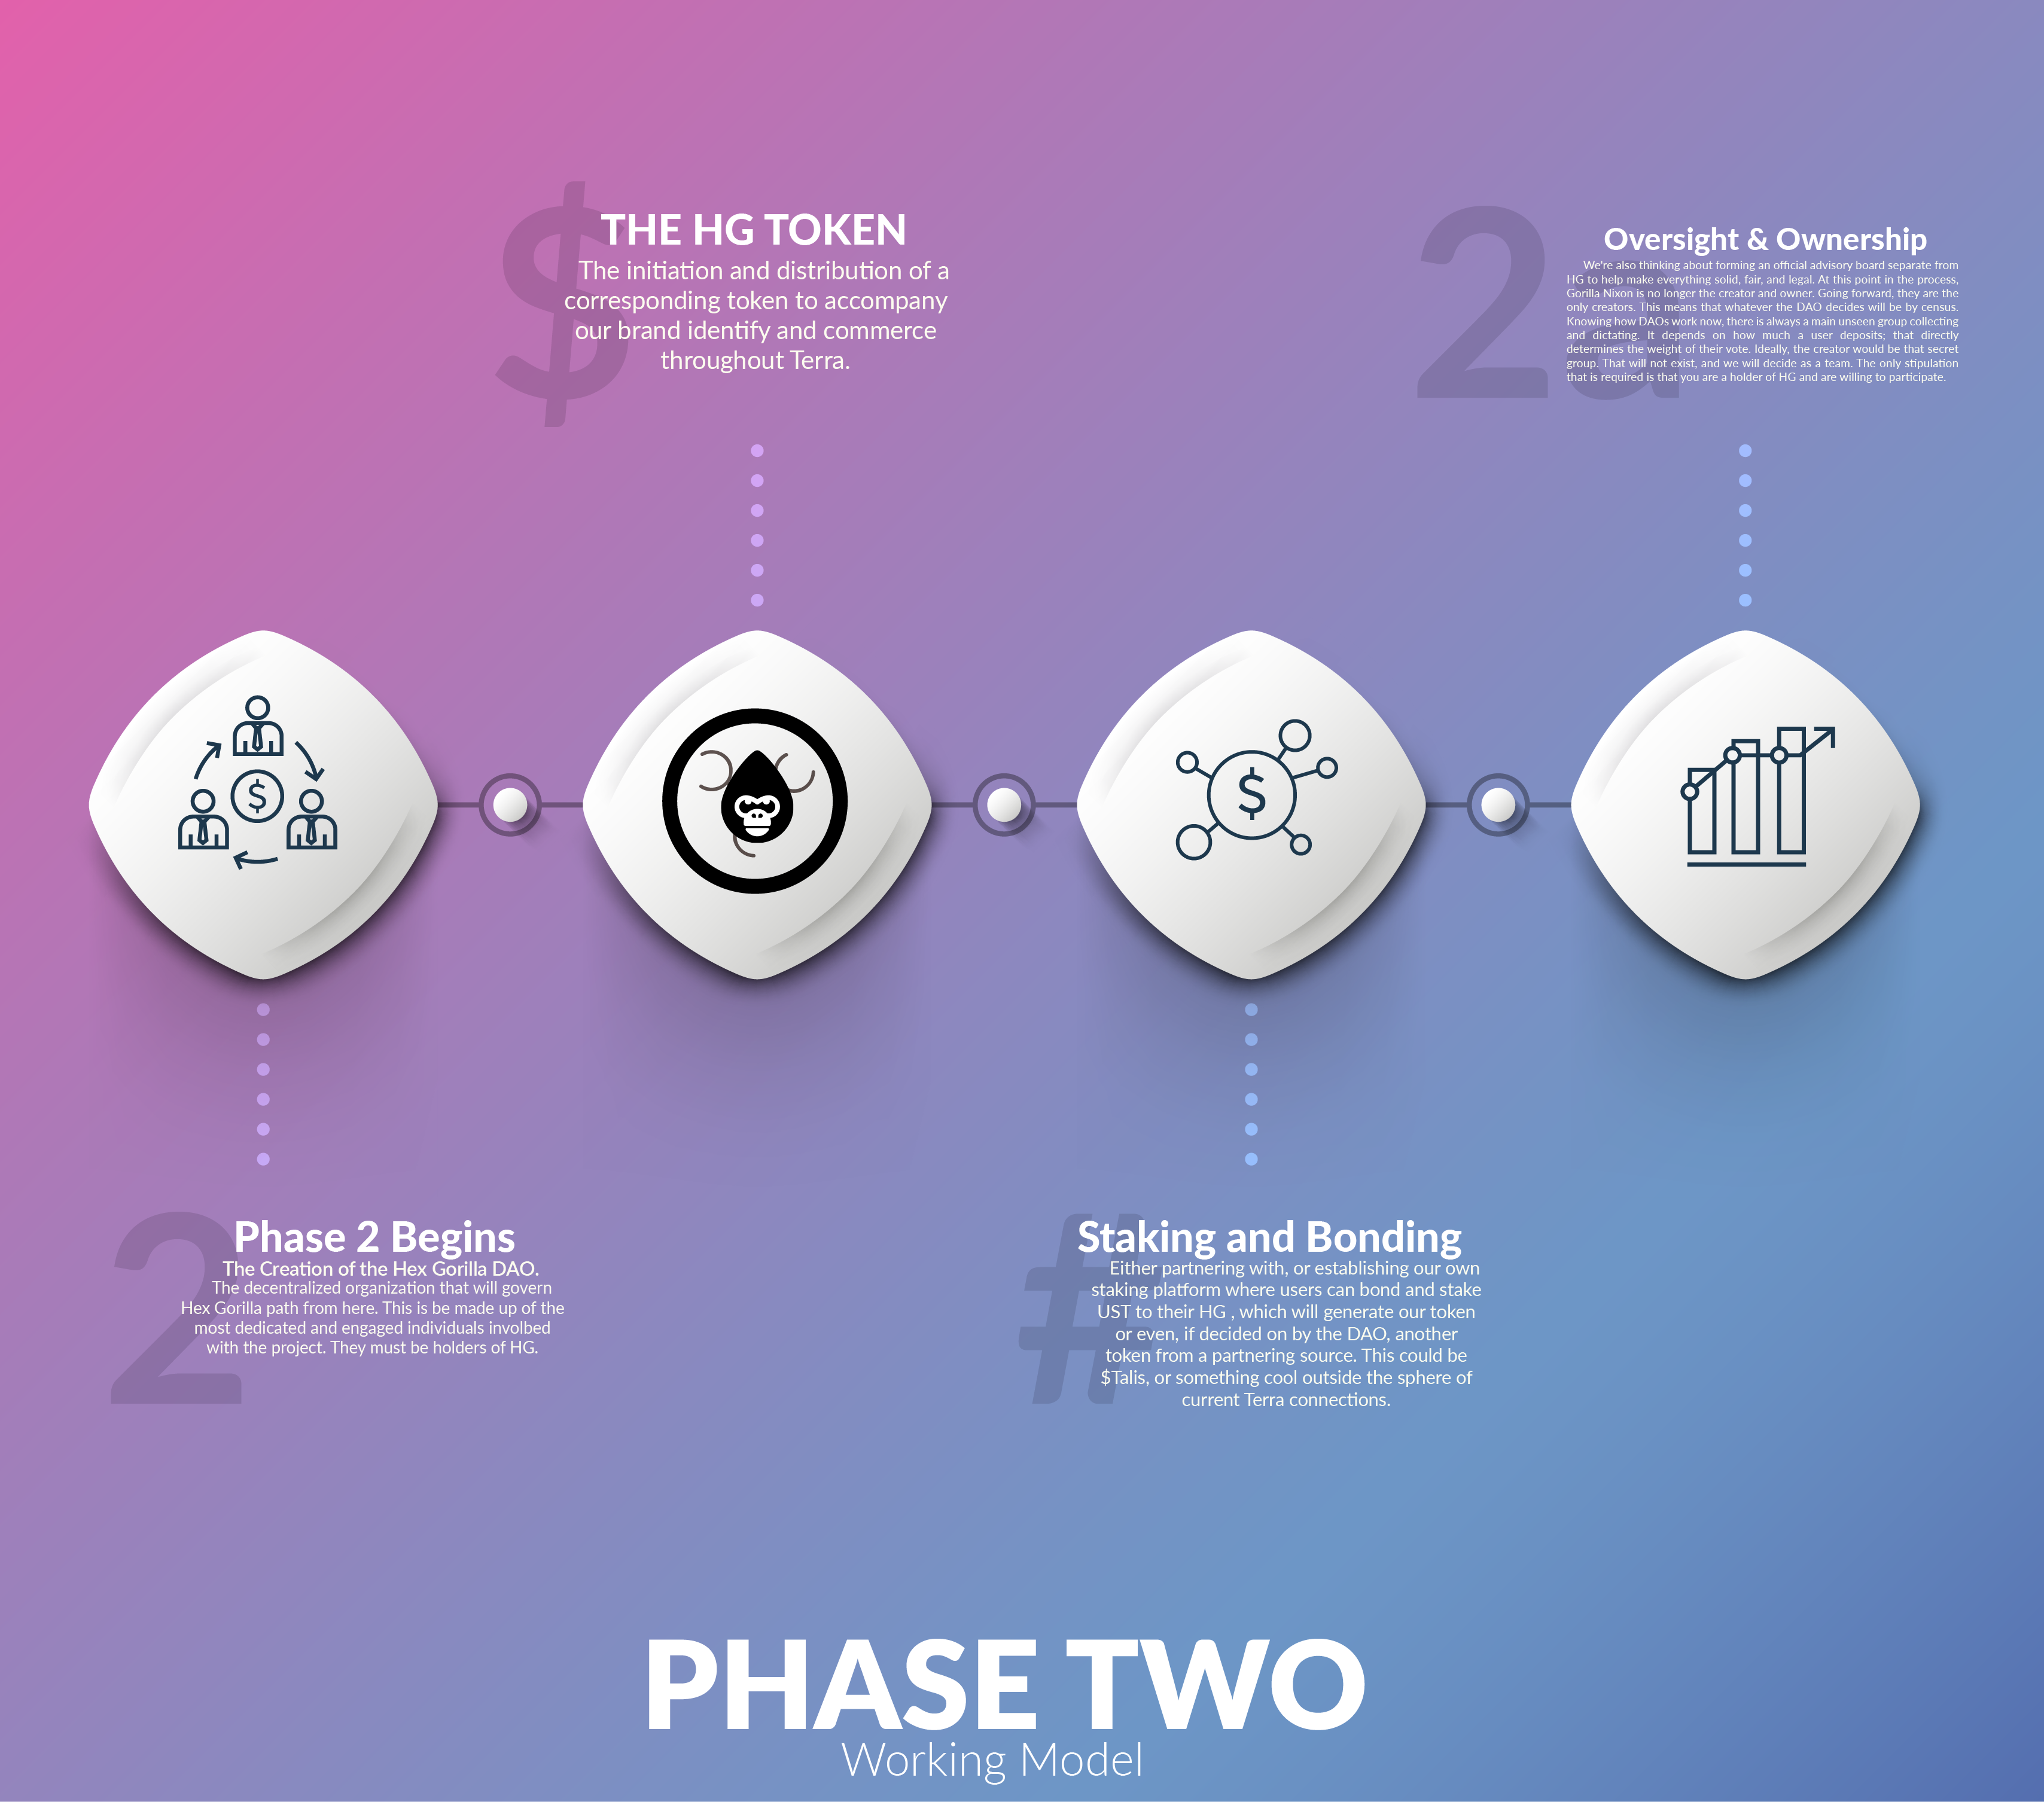 $
THE HG TOKEN
The initiation and distribution of a
corresponding token to accompany
our brand identify and commerce
throughout Terra.
2a
Oversight & Ownership
We're also thinking about forming an official advisory board separate from
HG to help make everything solid, fair, and legal. At this point in the process,
Gorilla Nixon is no longer the creator and owner. Going forward, they are the
only creators. This means that whatever the DAO decides will be by census.
Knowing how DAOs work now, there is always a main unseen group collecting
and dictating. It depends on how much a user deposits; that directly
determines the weight of their vote. Ideally, the creator would be that secret
group. That will not exist, and we will decide as a team. The only stipulation
that is required is that you are a holder of HG and are willing to participate.
$
$
2
Phase 2 Begins
The Creation of the Hex Gorilla DAO.
The decentralized organization that will govern
Hex Gorilla path from here. This is be made up of the
most dedicated and engaged individuals involbed
with the project. They must be holders of HG.
#
Staking and Bonding
Either partnering with, or establishing our own
staking platform where users can bond and stake
UST to their HG , which will generate our token
or even, if decided on by the DAO, another
token from a partnering source. This could be
$Talis, or something cool outside the sphere of
current Terra connections.
PHASE TWO
Working Model